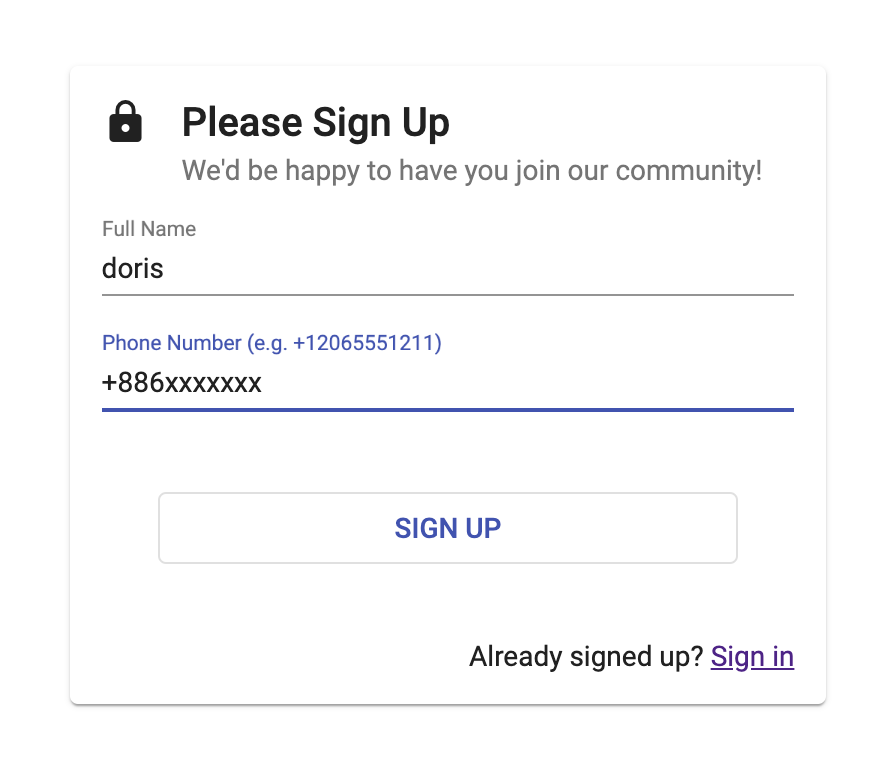 Please Sign Up
We'd be happy to have you join our community!
Full Name
doris
Phone Number (e.g. +12065551211)
+886xxxxxxx
SIGN UP
Already signed up? Sign in